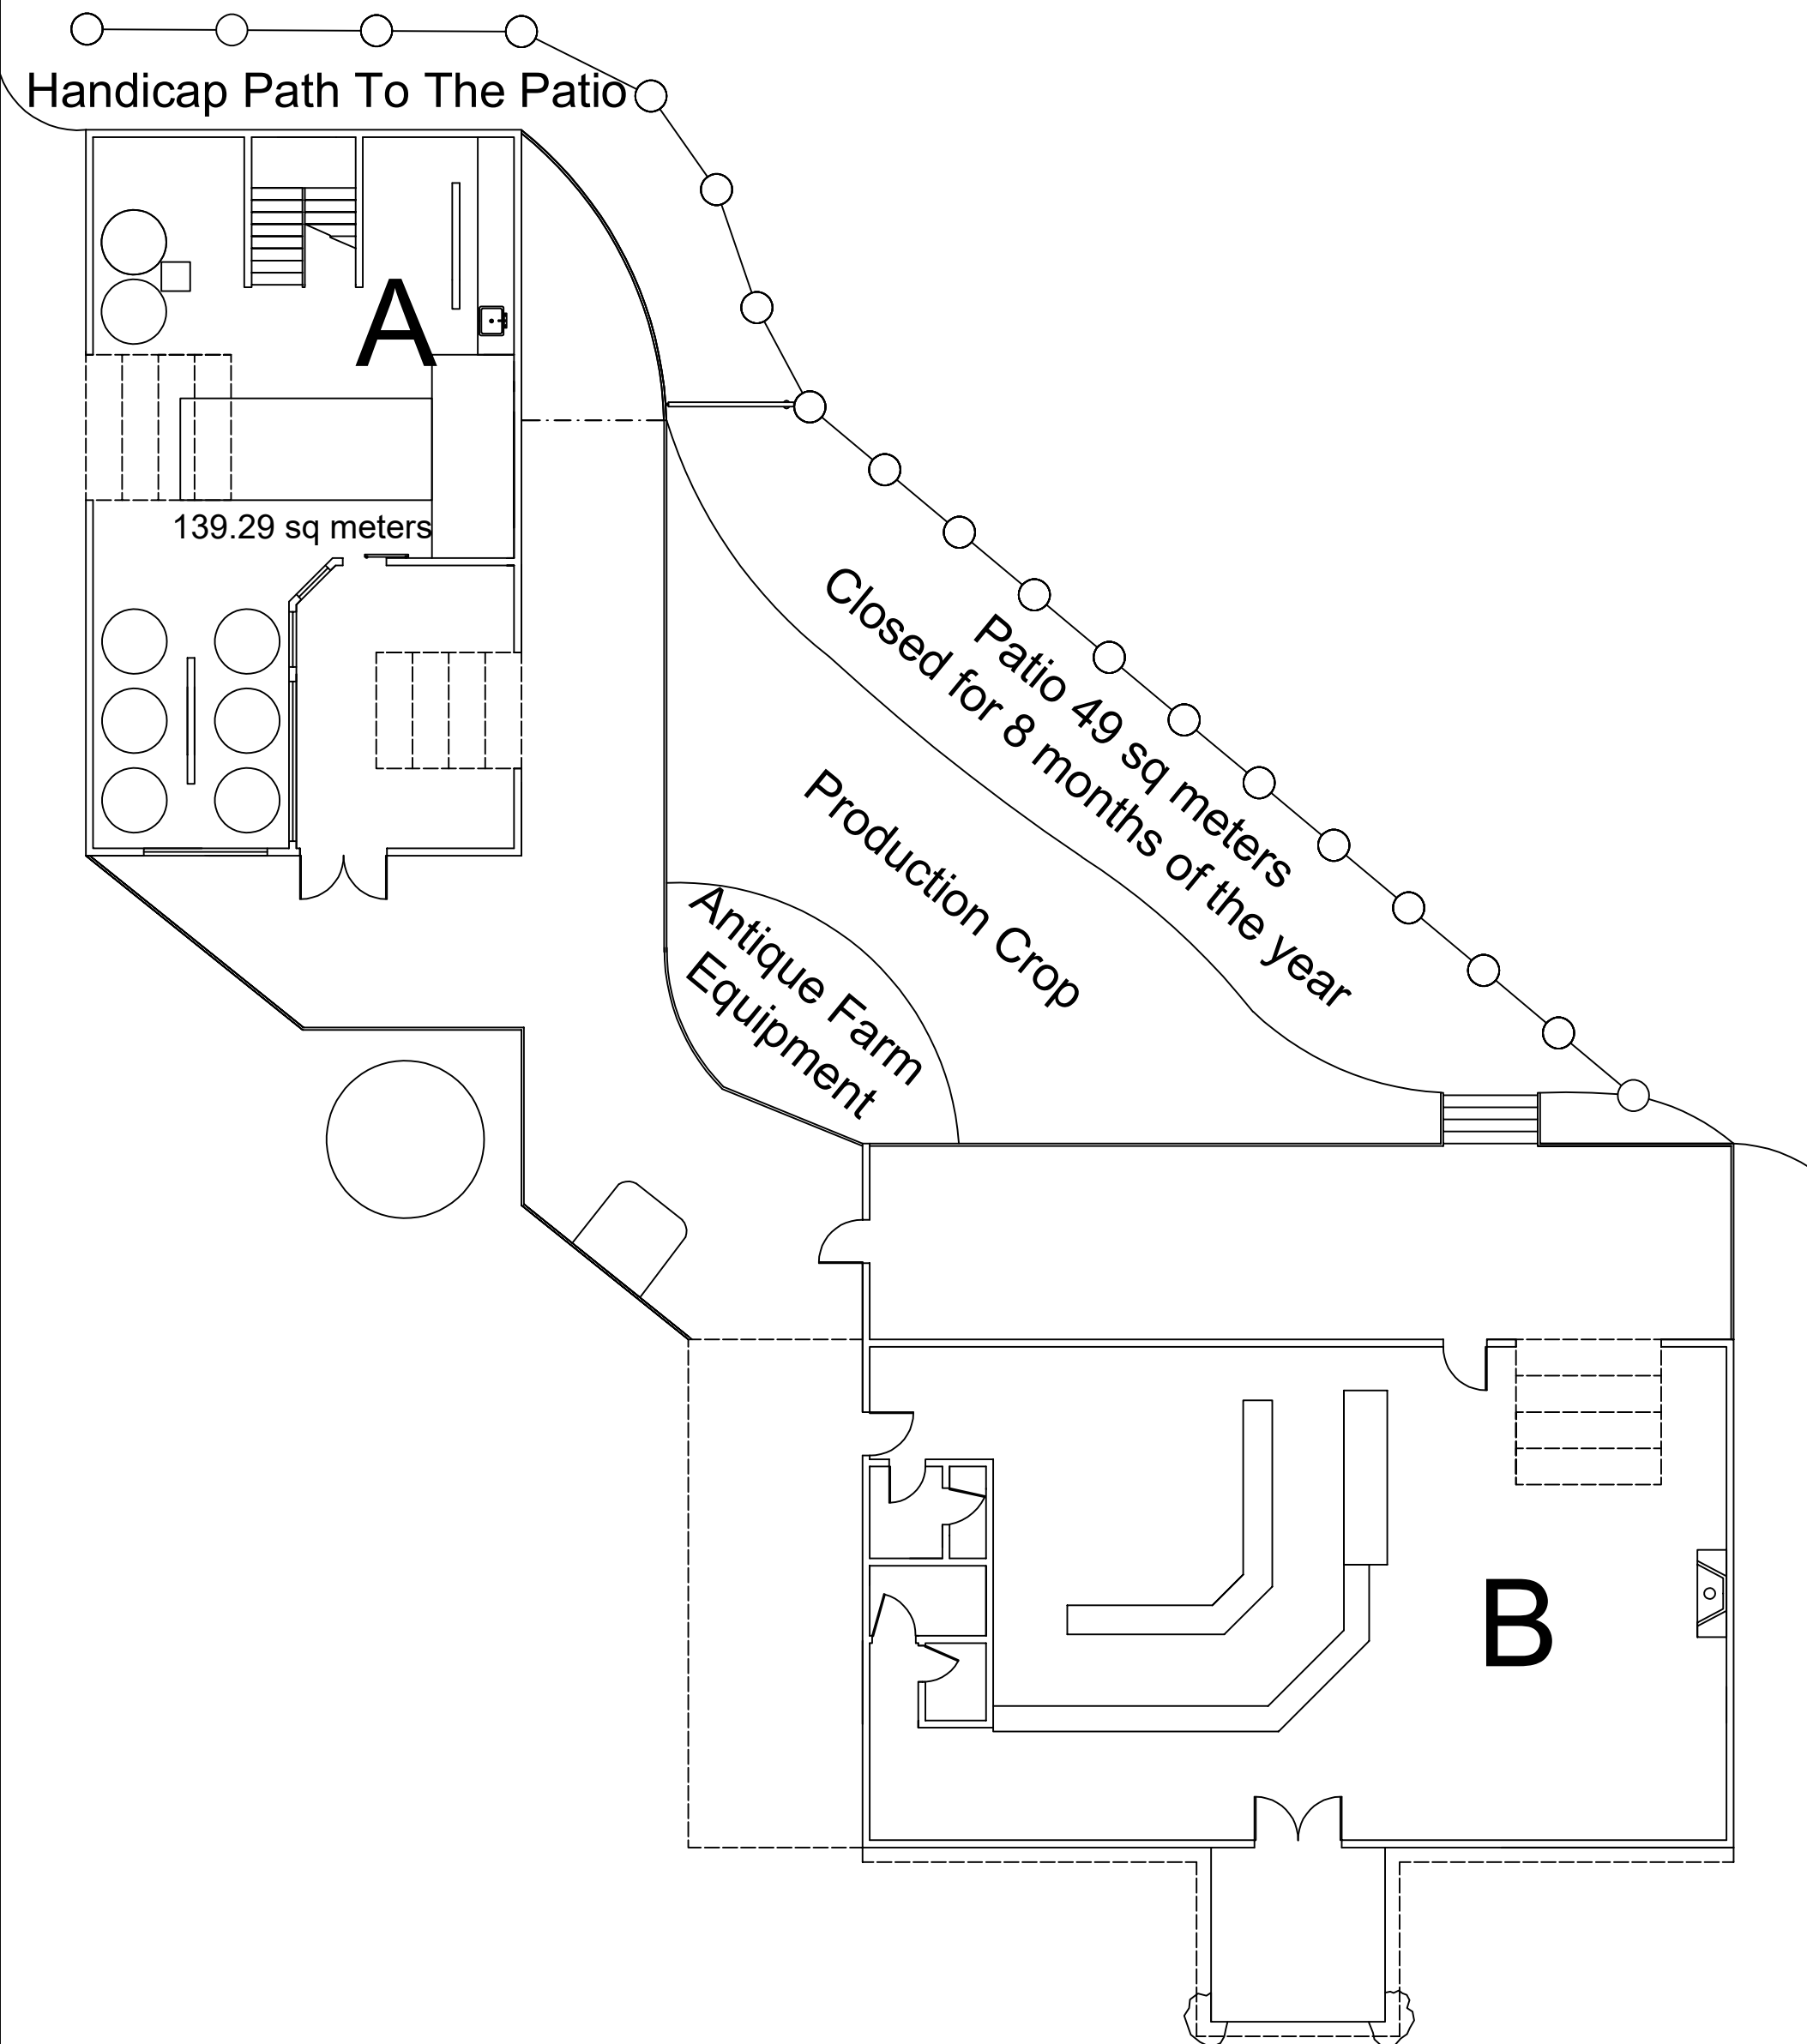 Handicap Path To The Patio
A
139.29 sq meters
Patio 49 sq meters
Closed for 8 months of the year
Production Crop
Antique Farm
Equipment
B